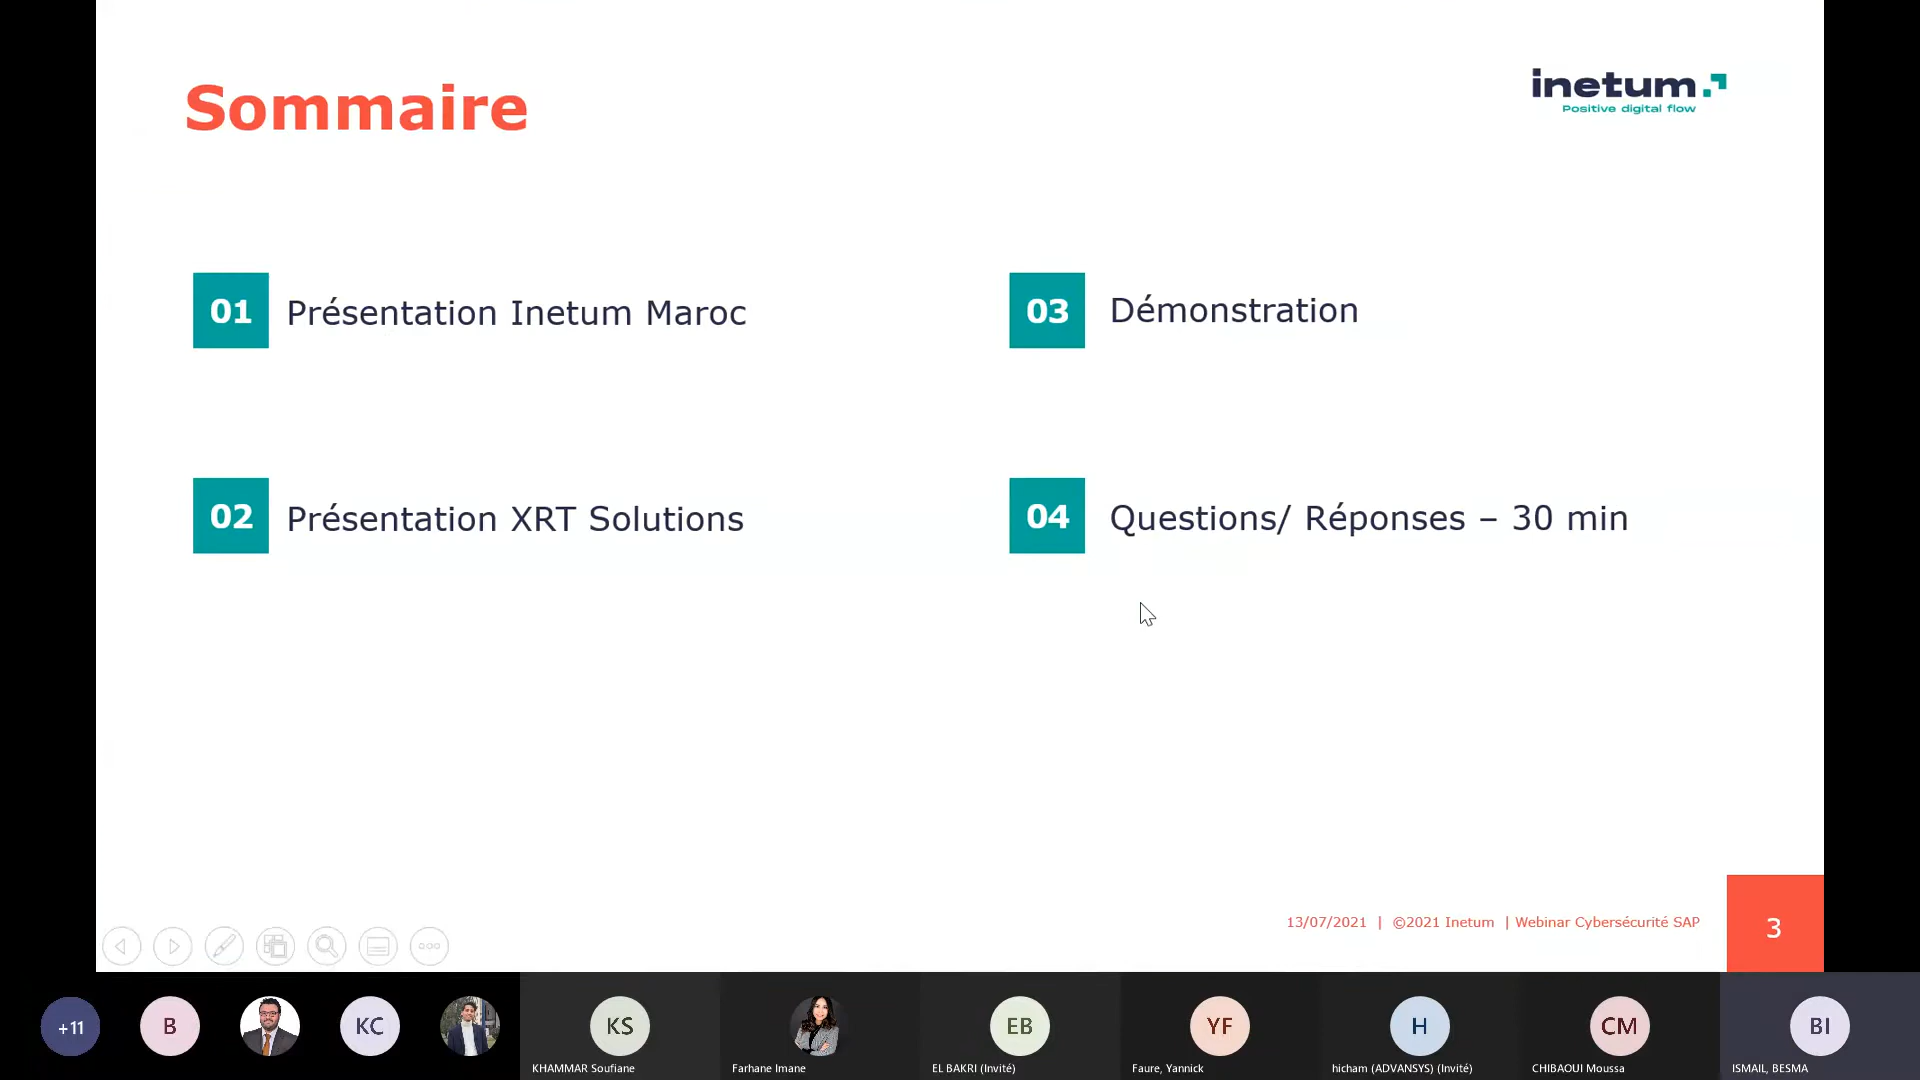 Sommaire
inetum.
Positive digital flow
01 Présentation Inetum Maroc
02 Présentation XRT Solutions
03 Démonstration
04 Questions/ Réponses – 30 min
13/07/2021 | ©2021 Inetum | Webinar Cybersécurité SAP
3
+11
B
KC
KS
KHAMMAR Soufiane
Farhane Imane
EB
EL BAKRI (Invité)
YF
Faure, Yannick
H
hicham (ADVANSYS) (Invité)
CM
CHIBAOUI Moussa
BI
ISMAIL, BESMA